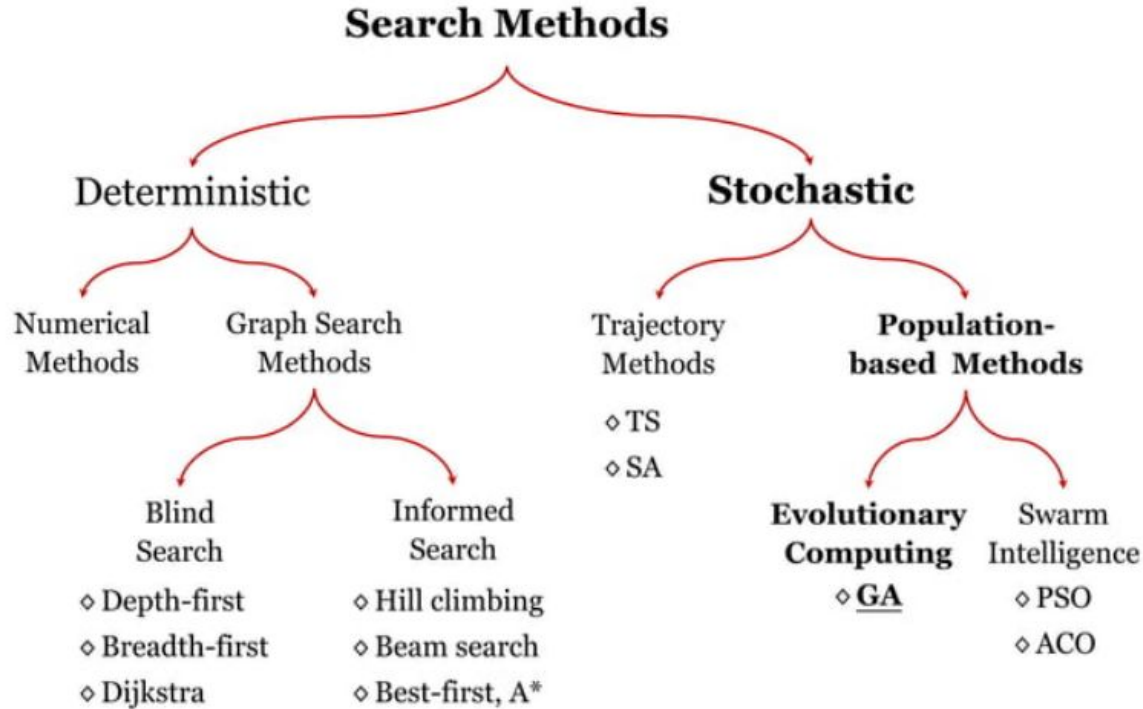 Search Methods
Deterministic
Stochastic
Numerical
Methods
Graph Search
Methods
Trajectory
Methods
◇ TS
◇ SA
Population-
based Methods
Blind
Search
◇ Depth-first
◇ Breadth-first
◇ Dijkstra
Informed
Search
◇ Hill climbing
◇ Beam search
◇ Best-first, A*
Evolutionary
Computing
◇ GA
Swarm
Intelligence
◇ PSO
◇ ACO